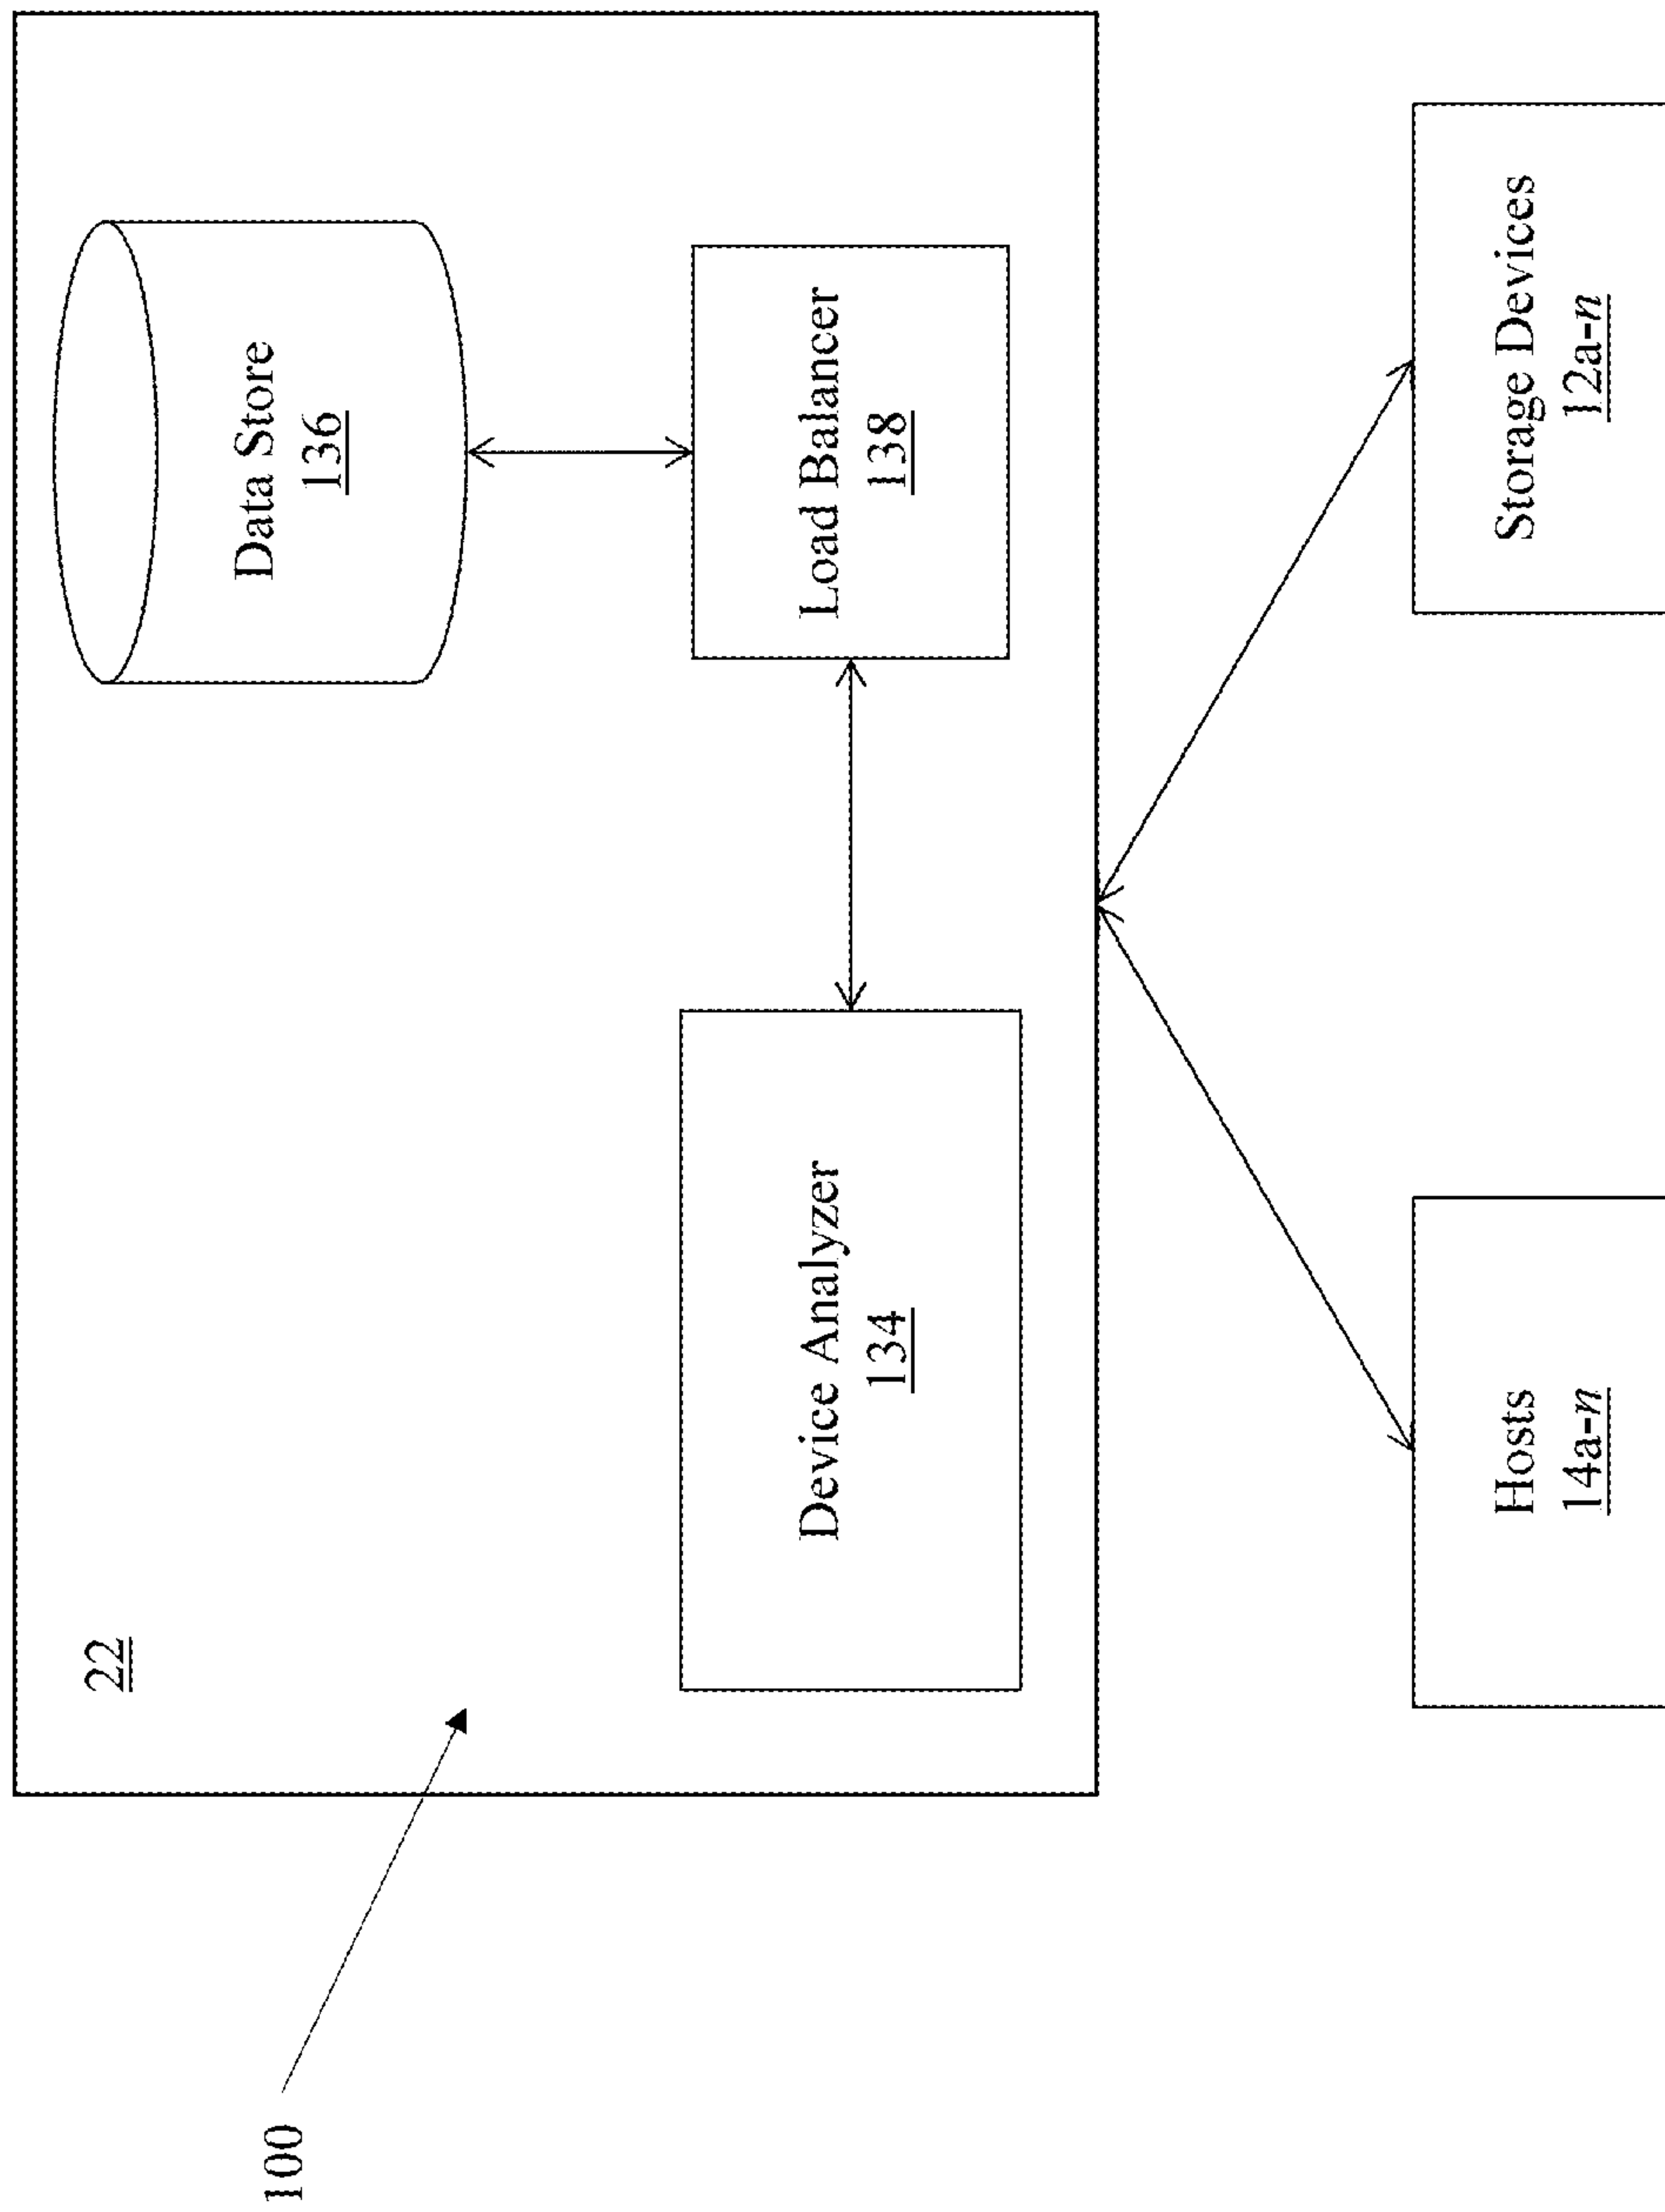 100
22
Data Store
136
Device Analyzer
134
Load Balancer
138
Hosts
14a-n
Storage Devices
12a-n